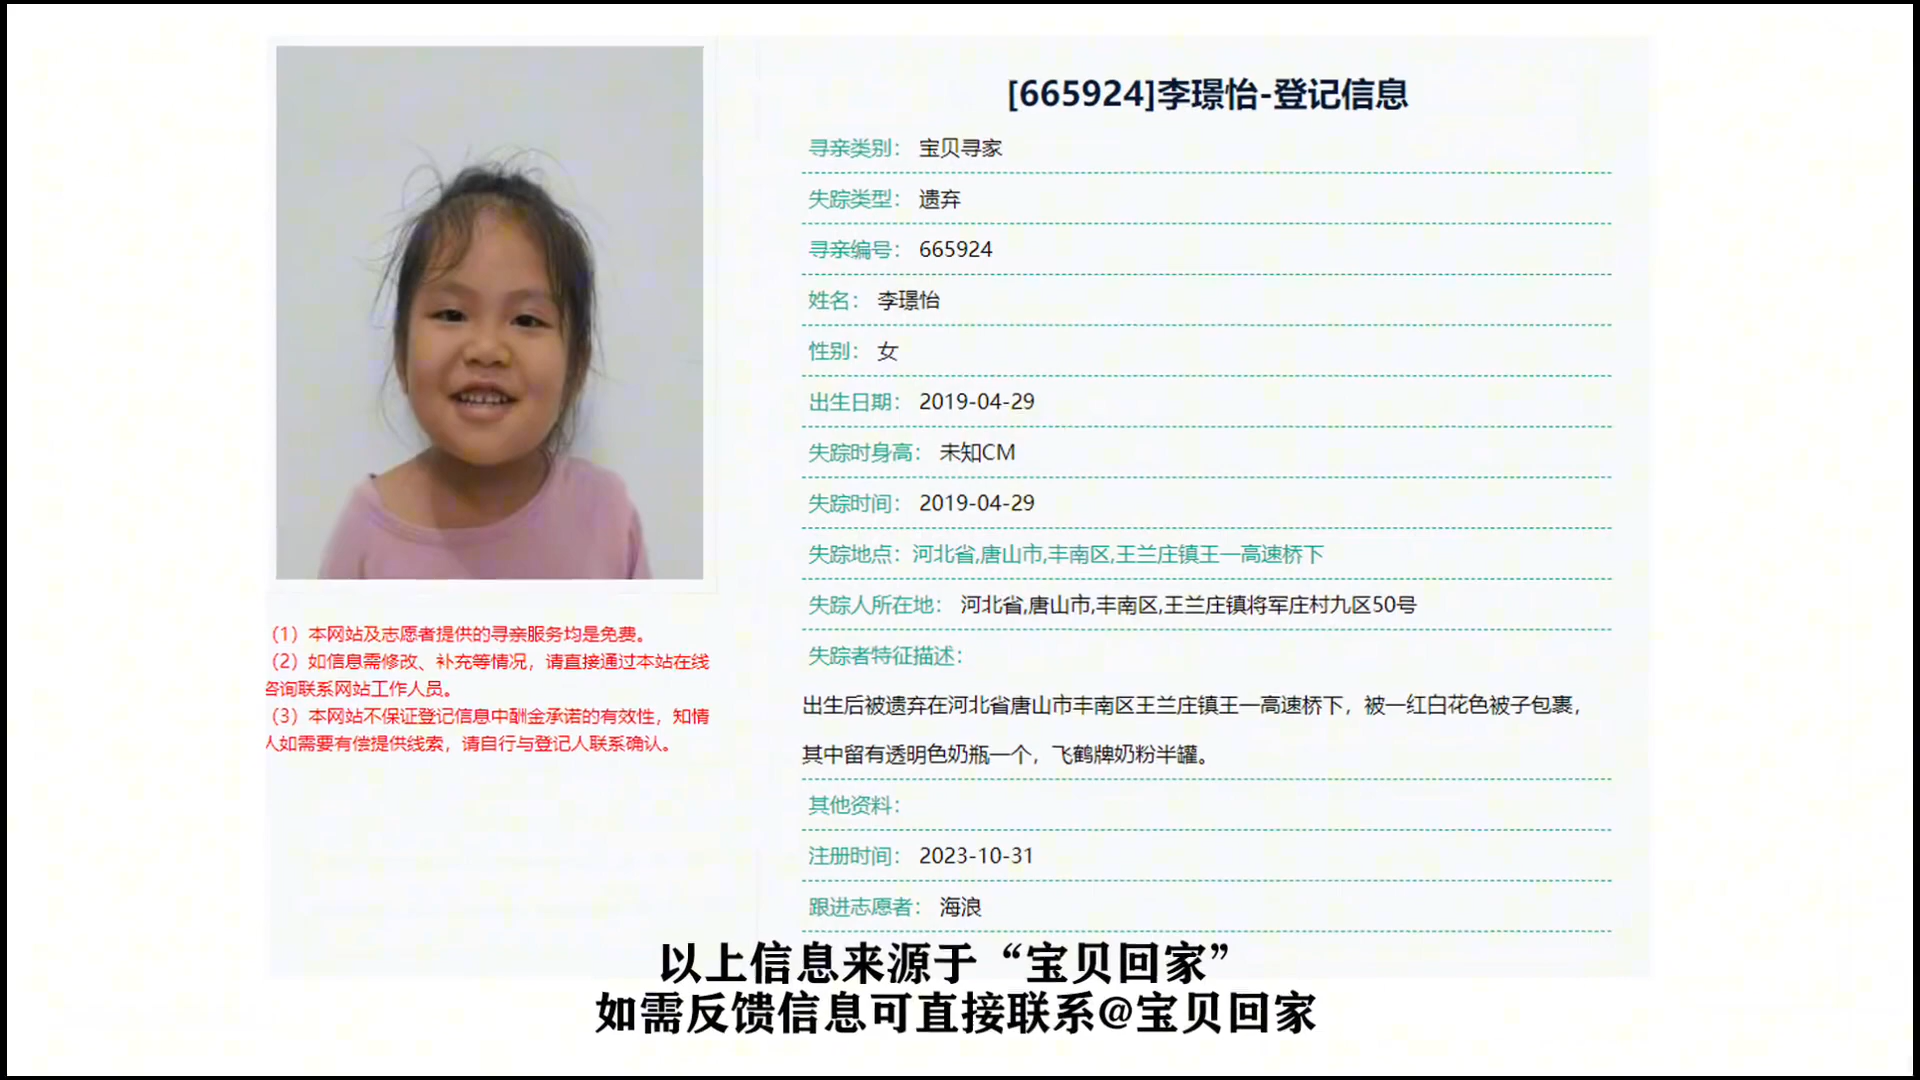 [665924]李璟怡-登记信息
寻亲类别： 宝贝寻家
失踪类型： 遗弃
寻亲编号： 665924
姓名： 李璟怡
性别： 女
出生日期： 2019-04-29
失踪时身高： 未知CM
失踪时间： 2019-04-29
失踪地点：河北省,唐山市,丰南区,王兰庄镇王一高速桥下
失踪人所在地： 河北省,唐山市,丰南区,王兰庄镇将军庄村九区50号
失踪者特征描述：
出生后被遗弃在河北省唐山市丰南区王兰庄镇王一高速桥下，被一红白花色被子包裹，
其中留有透明色奶瓶一个，飞鹤牌奶粉半罐。
其他资料：
注册时间： 2023-10-31
跟进志愿者： 海浪
（1）本网站及志愿者提供的寻亲服务均是免费。
（2）如信息需修改、补充等情况，请直接通过本站在线
咨询联系网站工作人员。
（3）本网站不保证登记信息中酬金承诺的有效性，知情
人如需要有偿提供线索，请自行与登记人联系确认。
以上信息来源于“宝贝回家”
如需反馈信息可直接联系@宝贝回家